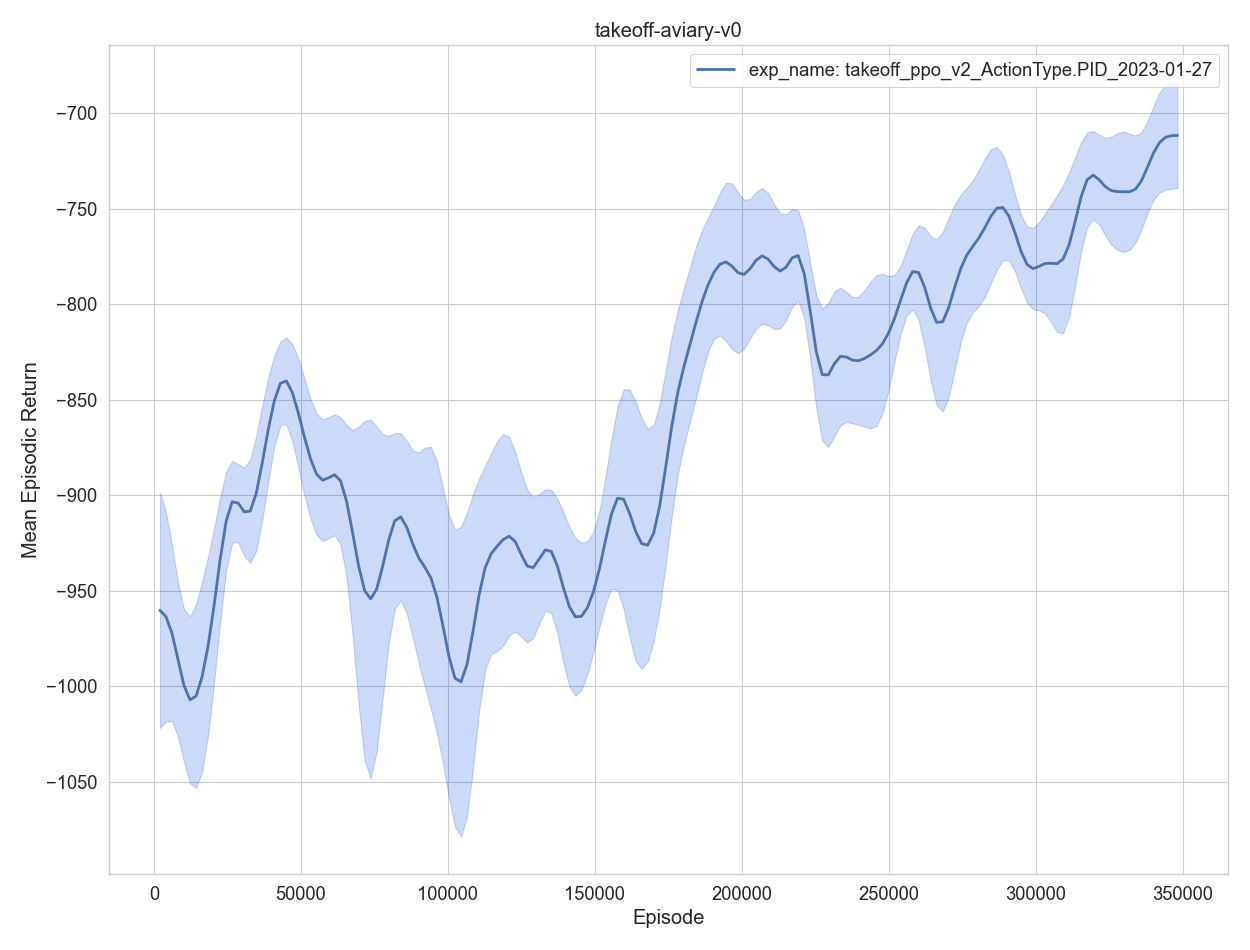 takeoff-aviary-v0
exp_name: takeoff_ppo_v2_ActionType.PID_2023-01-27
Mean Episodic Return
−700
−750
−800
−850
−900
−950
−1000
−1050
0 50000 100000 150000 200000 250000 300000 350000
Episode